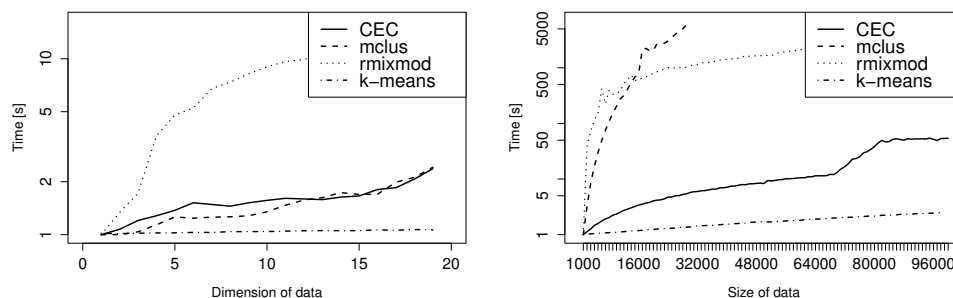 CEC
mclus
rmixmod
k−means
10
5
2
1
Time [s]
0 5 10 15 20
Dimension of data
CEC
mclus
rmixmod
k−means
5000
500
50
5
1
Time [s]
1000 16000 32000 48000 64000 80000 96000
Size of data